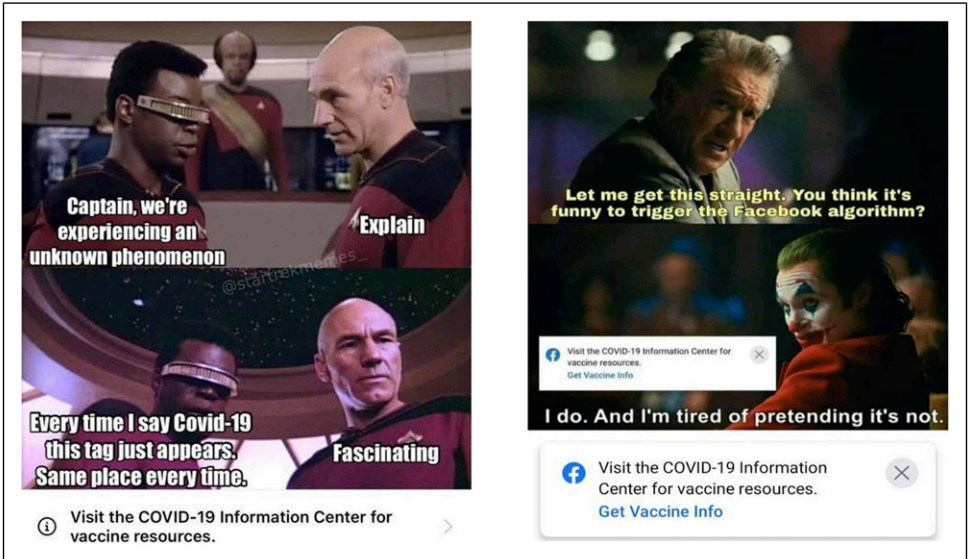 Captain, we're
experiencing an
unknown phenomenon
Explain
@startrekmemes_
Every time I say Covid-19
this tag just appears.
Same place every time.
Fascinating
Visit the COVID-19 Information Center for
vaccine resources.
Let me get this straight. You think it's
funny to trigger the Facebook algorithm?
Visit the COVID-19 Information Center for
vaccine resources.
Get Vaccine Info
I do. And I'm tired of pretending it's not.
Visit the COVID-19 Information
Center for vaccine resources.
Get Vaccine Info